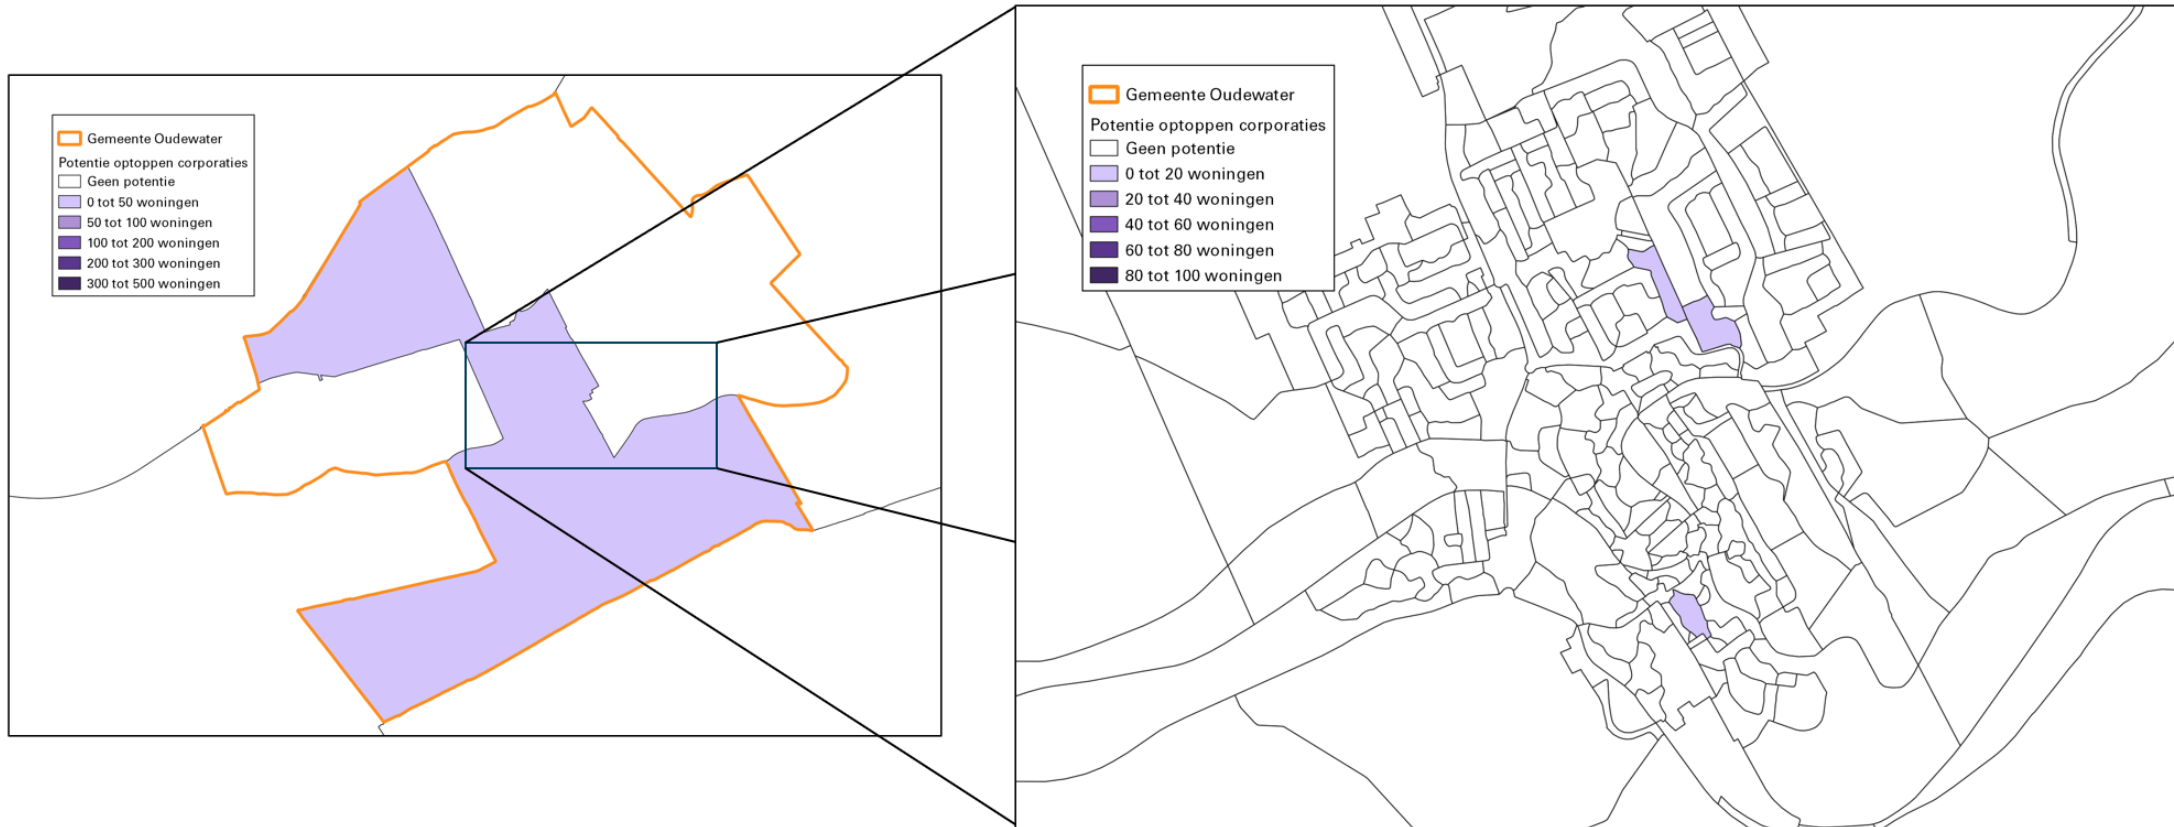 Gemeente Oudewater
Potentie optoppen corporaties
Geen potentie
0 tot 50 woningen
50 tot 100 woningen
100 tot 200 woningen
200 tot 300 woningen
300 tot 500 woningen
Gemeente Oudewater
Potentie optoppen corporaties
Geen potentie
0 tot 20 woningen
20 tot 40 woningen
40 tot 60 woningen
60 tot 80 woningen
80 tot 100 woningen